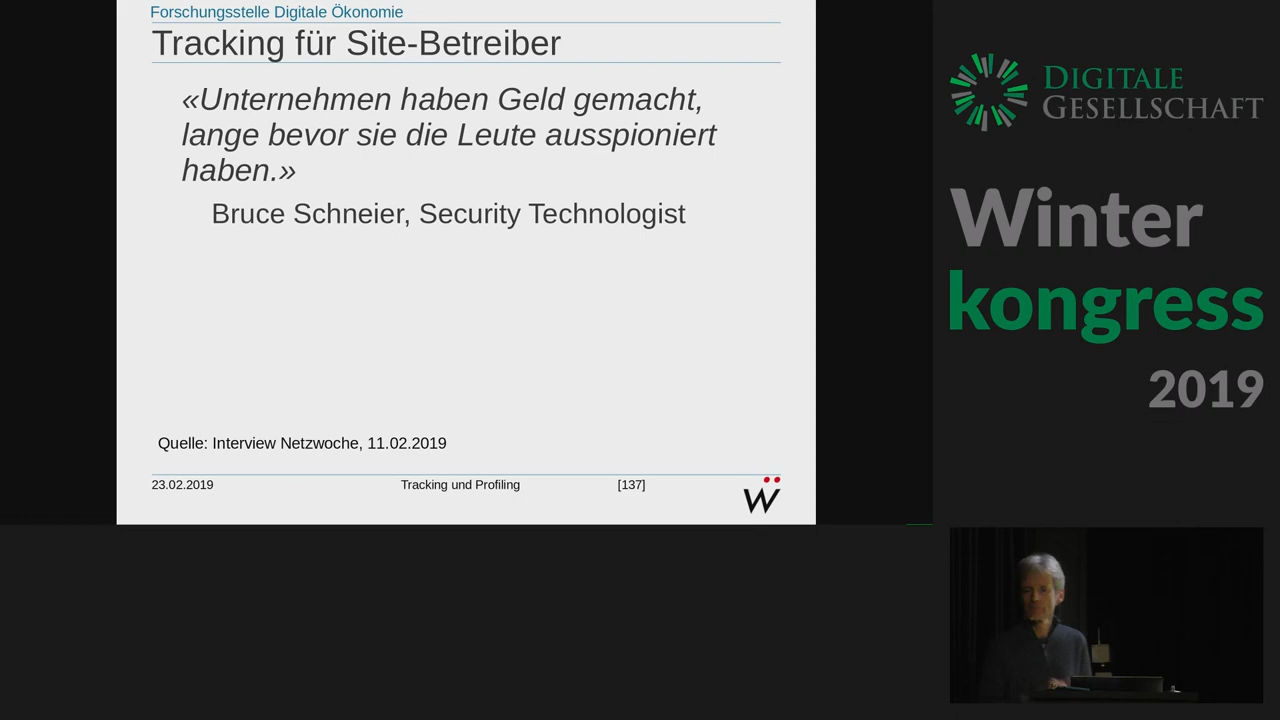 Forschungsstelle Digitale Ökonomie
Tracking für Site-Betreiber
«Unternehmen haben Geld gemacht,
lange bevor sie die Leute ausspioniert
haben.»
Bruce Schneier, Security Technologist
Quelle: Interview Netzwoche, 11.02.2019
23.02.2019 Tracking und Profiling [137]
Ẅ
DIGITALE
GESELLSCHAFT
Winter
kongress
2019